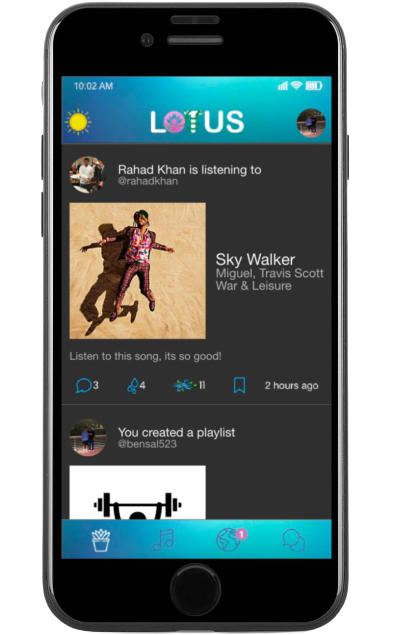 10:02 AM
LOTUS
Rahad Khan is listening to
@rahadkhan
Sky Walker
Miguel, Travis Scott
War & Leisure
Listen to this song, its so good!
3 4 11 2 hours ago
You created a playlist
@bensal523
1